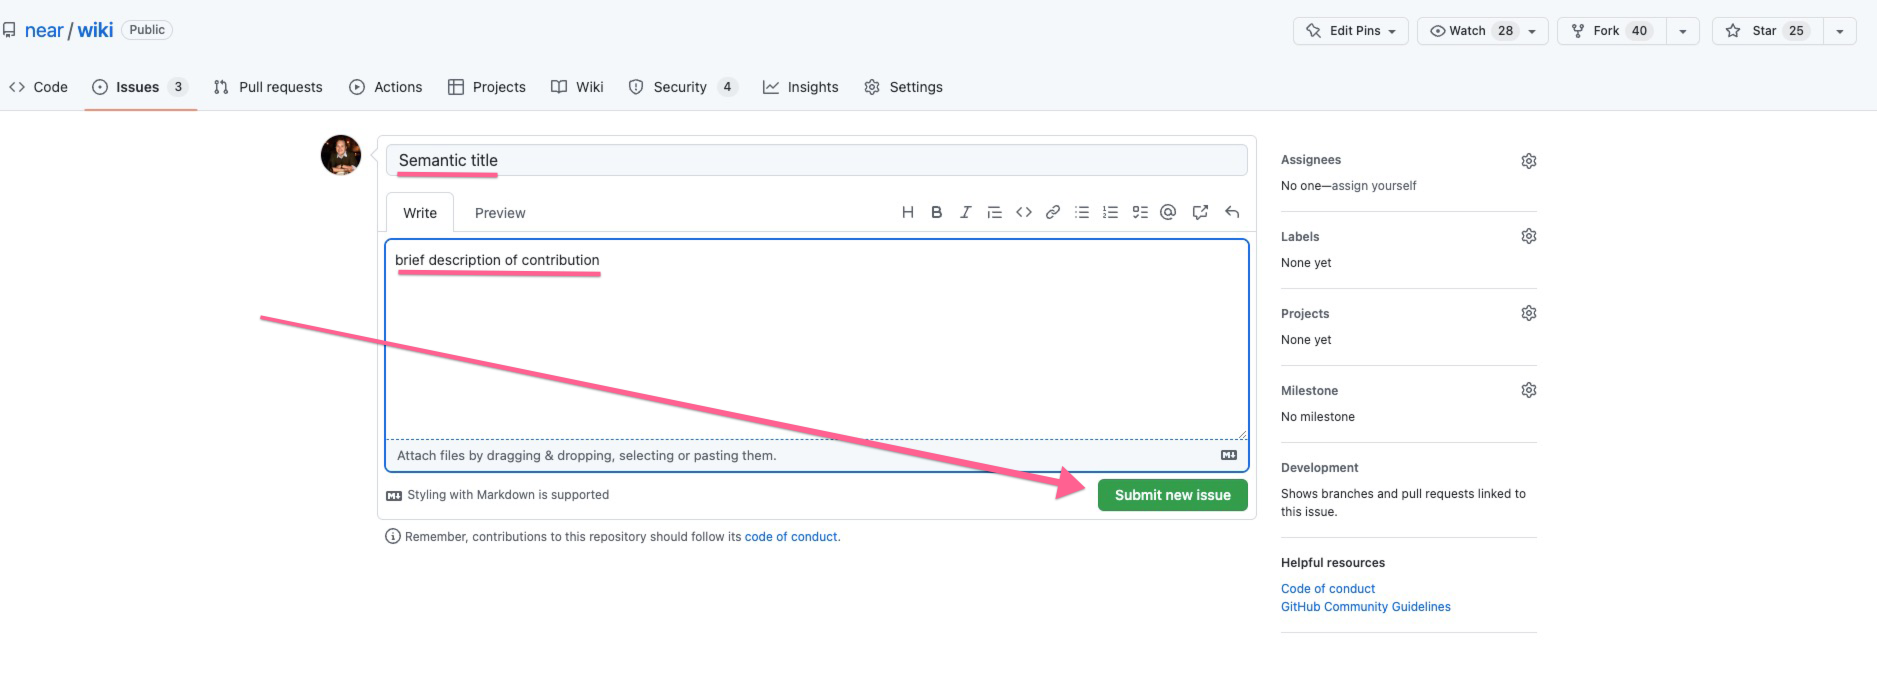 near / wiki Public
Edit Pins Watch 28 Fork 40 Star 25
Code Issues 3 Pull requests Actions Projects Wiki Security 4 Insights Settings
Semantic title
Write Preview
brief description of contribution
Attach files by dragging & dropping, selecting or pasting them.
Styling with Markdown is supported
Submit new issue
Remember, contributions to this repository should follow its code of conduct.
Assignees
No one—assign yourself
Labels
None yet
Projects
None yet
Milestone
No milestone
Development
Shows branches and pull requests linked to
this issue.
Helpful resources
Code of conduct
GitHub Community Guidelines